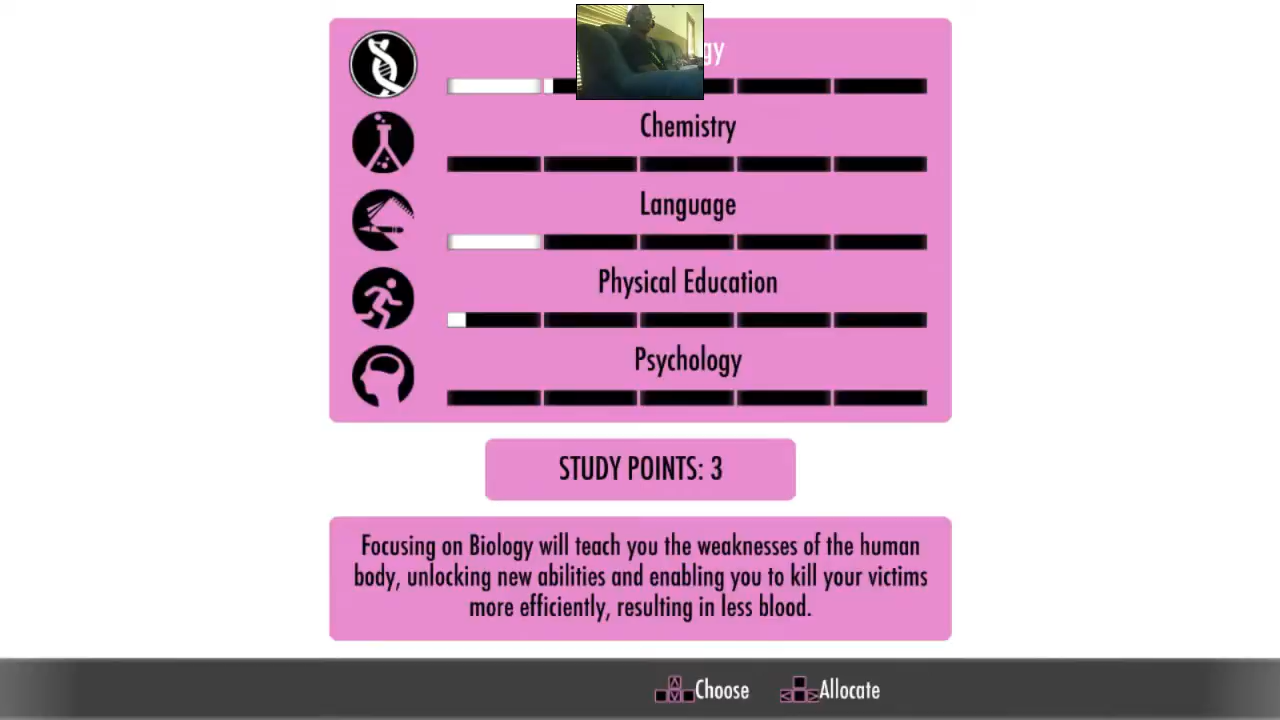 gy
Chemistry
Language
Physical Education
Psychology
STUDY POINTS: 3
Focusing on Biology will teach you the weaknesses of the human
body, unlocking new abilities and enabling you to kill your victims
more efficiently, resulting in less blood.
Choose Allocate